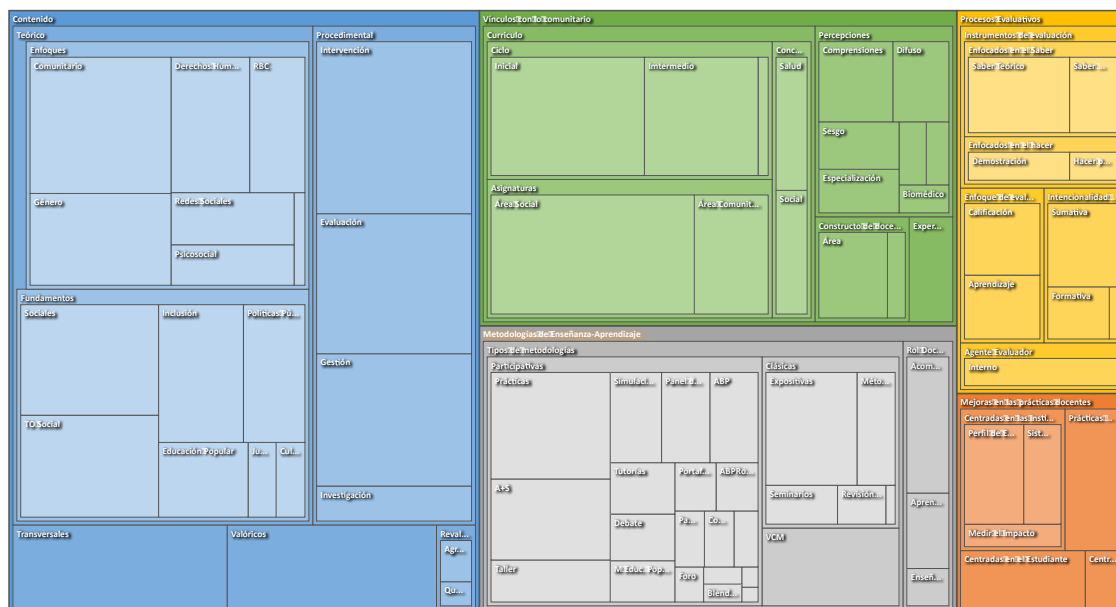 Contenido
Teórico
Enfoques
Comunitario
Derechos Hum...
RBC
Género
Redes Sociales
Psicosocial
Fundamentos
Sociales
Inclusión
Políticas Pú...
TO Social
Educación Popular
Ju...
Cul...
Procedimental
Intervención
Evaluación
Gestión
Investigación
Transversales
Valóricos
Reval...
Agr...
Qu...
Vínculos con lo comunitario
Curriculo
Ciclo
Inicial
Imtermedio
Conc...
Salud
Social
Asignaturas
Área Social
Área Comunit...
Percepciones
Comprensiones
Difuso
Sesgo
Especialización
Biomédico
Constructo de doce...
Área
Exper...
Metodologías de Enseñanza-Aprendizaje
Tipos de metodologías
Participativas
Prácticas
Simulaci...
Panel d...
ABP
A+S
Tutorías
Portaf...
ABPRo...
Debate
Pa...
Co...
Taller
M. Educ. Pop...
Foro
Blend...
Clásicas
Expositivas
Méto...
Seminarios
Revisión...
VCM
Rol Doc...
Acom...
Apren...
Enseñ...
Procesos Evaluativos
Instrumentos de evaluación
Enfocados en el Saber
Saber Teórico
Saber ...
Enfocados en el hacer
Demostración
Hacer p...
Enfoque de eval...
Calificación
Aprendizaje
Intencionalidad ...
Sumativa
Formativa
Agente Evaluador
Interno
Mejoras en las prácticas docentes
Centradas en las Insti...
Perfil de E...
Sist...
Medir el Impacto
Prácticas ...
Centradas en el Estudiante
Centr...